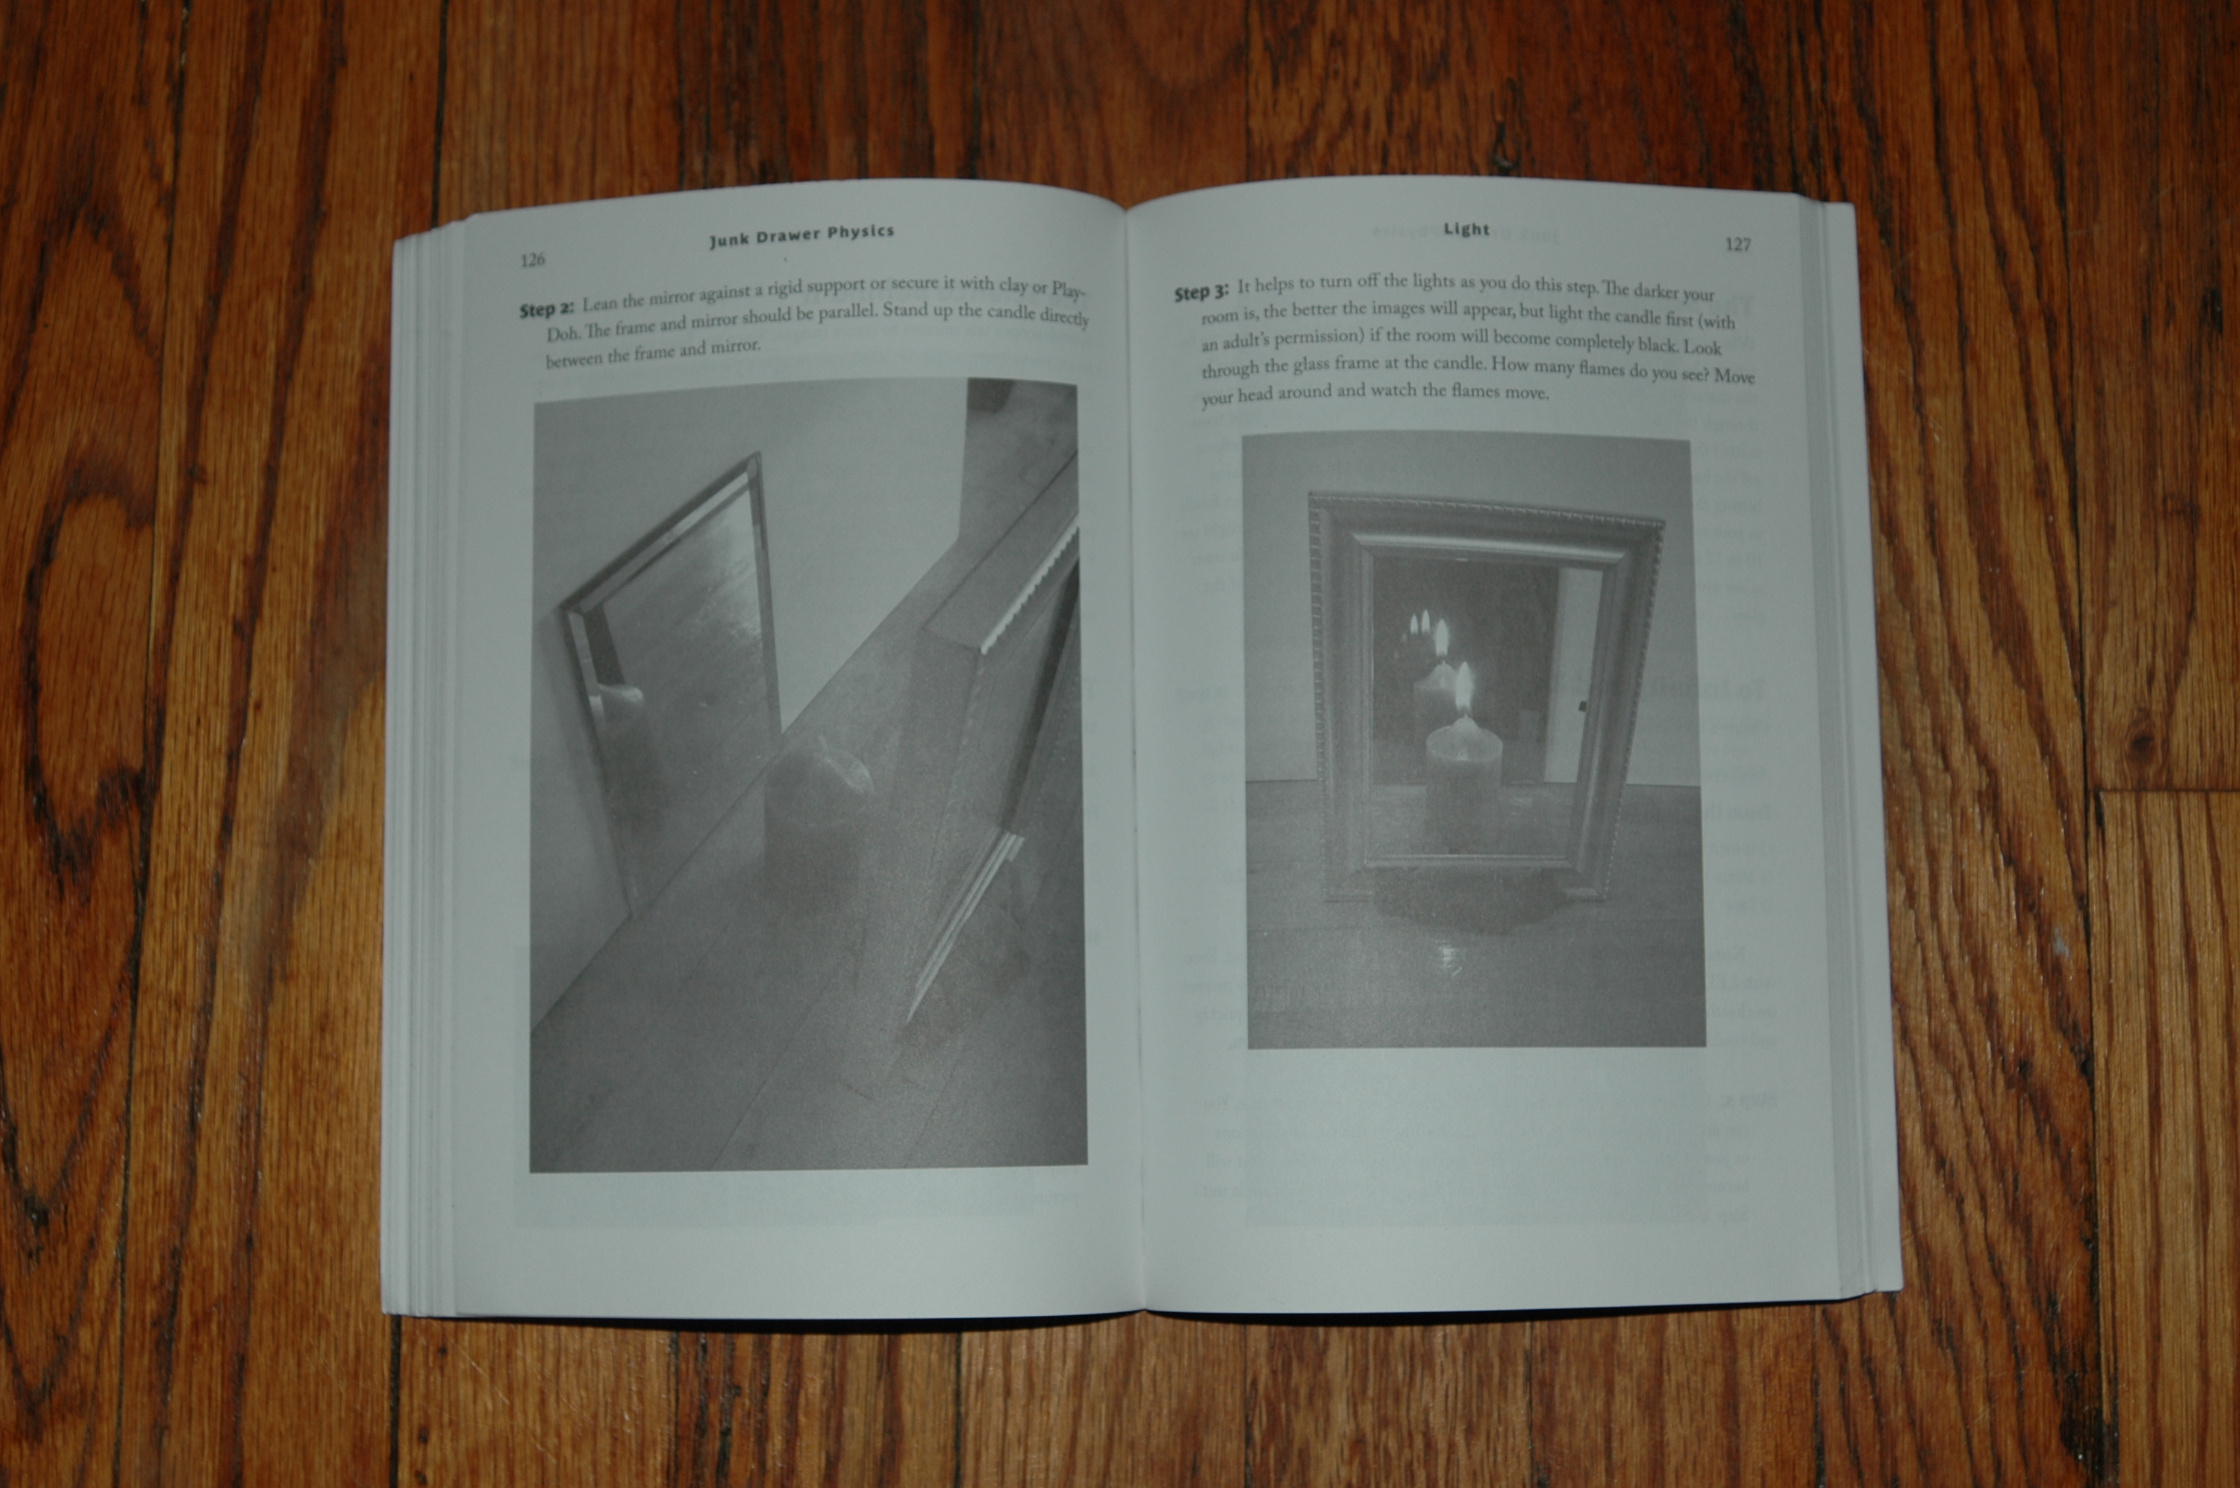 126
Junk Drawer Physics
Step 2: Lean the mirror against a rigid support or secure it with clay or Play-
Doh. The frame and mirror should be parallel. Stand up the candle directly
between the frame and mirror.
Light
127
Step 3: It helps to turn off the lights as you do this step. The darker your
room is, the better the images will appear, but light the candle first (with
an adult's permission) if the room will become completely black. Look
through the glass frame at the candle. How many flames do you see? Move
your head around and watch the flames move.